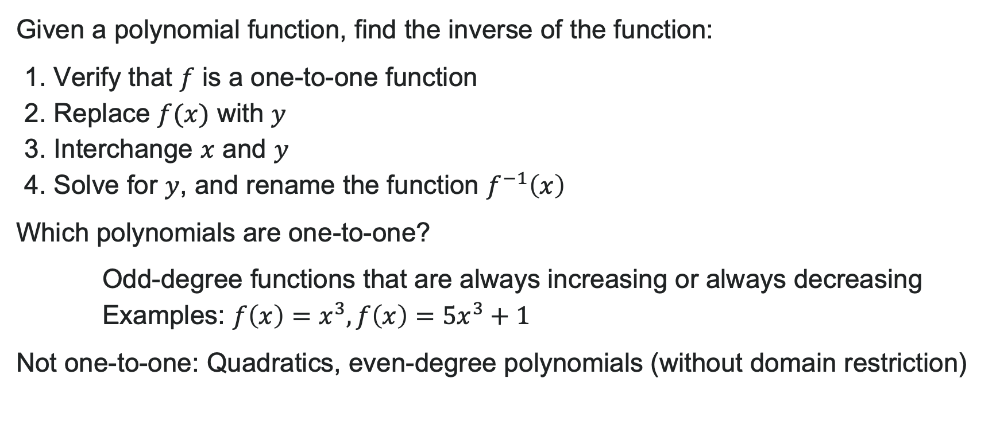 Given a polynomial function, find the inverse of the function:
1. Verify that f is a one-to-one function
2. Replace f(x) with y
3. Interchange x and y
4. Solve for y, and rename the function f⁻¹(x)
Which polynomials are one-to-one?
Odd-degree functions that are always increasing or always decreasing
Examples: f(x) = x³, f(x) = 5x³ + 1
Not one-to-one: Quadratics, even-degree polynomials (without domain restriction)